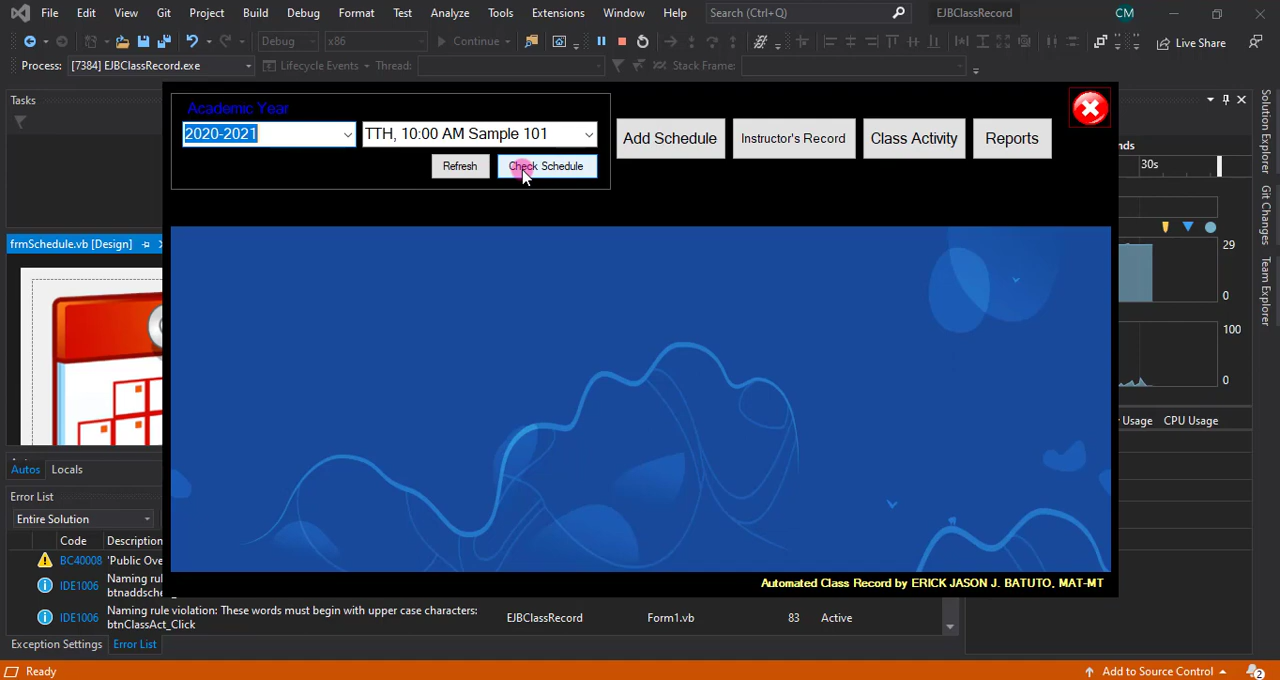 File Edit View Git Project Build Debug Format Test Analyze Tools Extensions Window Help Search (Ctrl+Q) EJBClassRecord CM
Debug x86 Continue Live Share
Process: [7384] EJBClassRecord.exe Lifecycle Events Thread: Stack Frame:
Tasks
Academic Year
2020-2021 TTH, 10:00 AM Sample 101
Refresh Check Schedule
Add Schedule Instructor's Record Class Activity Reports
30s
29
0
100
0
CPU Usage
Solution Explorer
Git Changes
Team Explorer
frmSchedule.vb [Design]
Autos Locals
Error List
Entire Solution
Code Description
BC40008
IDE1006 Naming rule
IDE1006 Naming rule violation: These words must begin with upper case characters:
btnClassAct_Click
EJBClassRecord Form1.vb 83 Active
Exception Settings Error List
Automated Class Record by ERICK JASON J. BATUTO, MAT-MT
Ready Add to Source Control 2